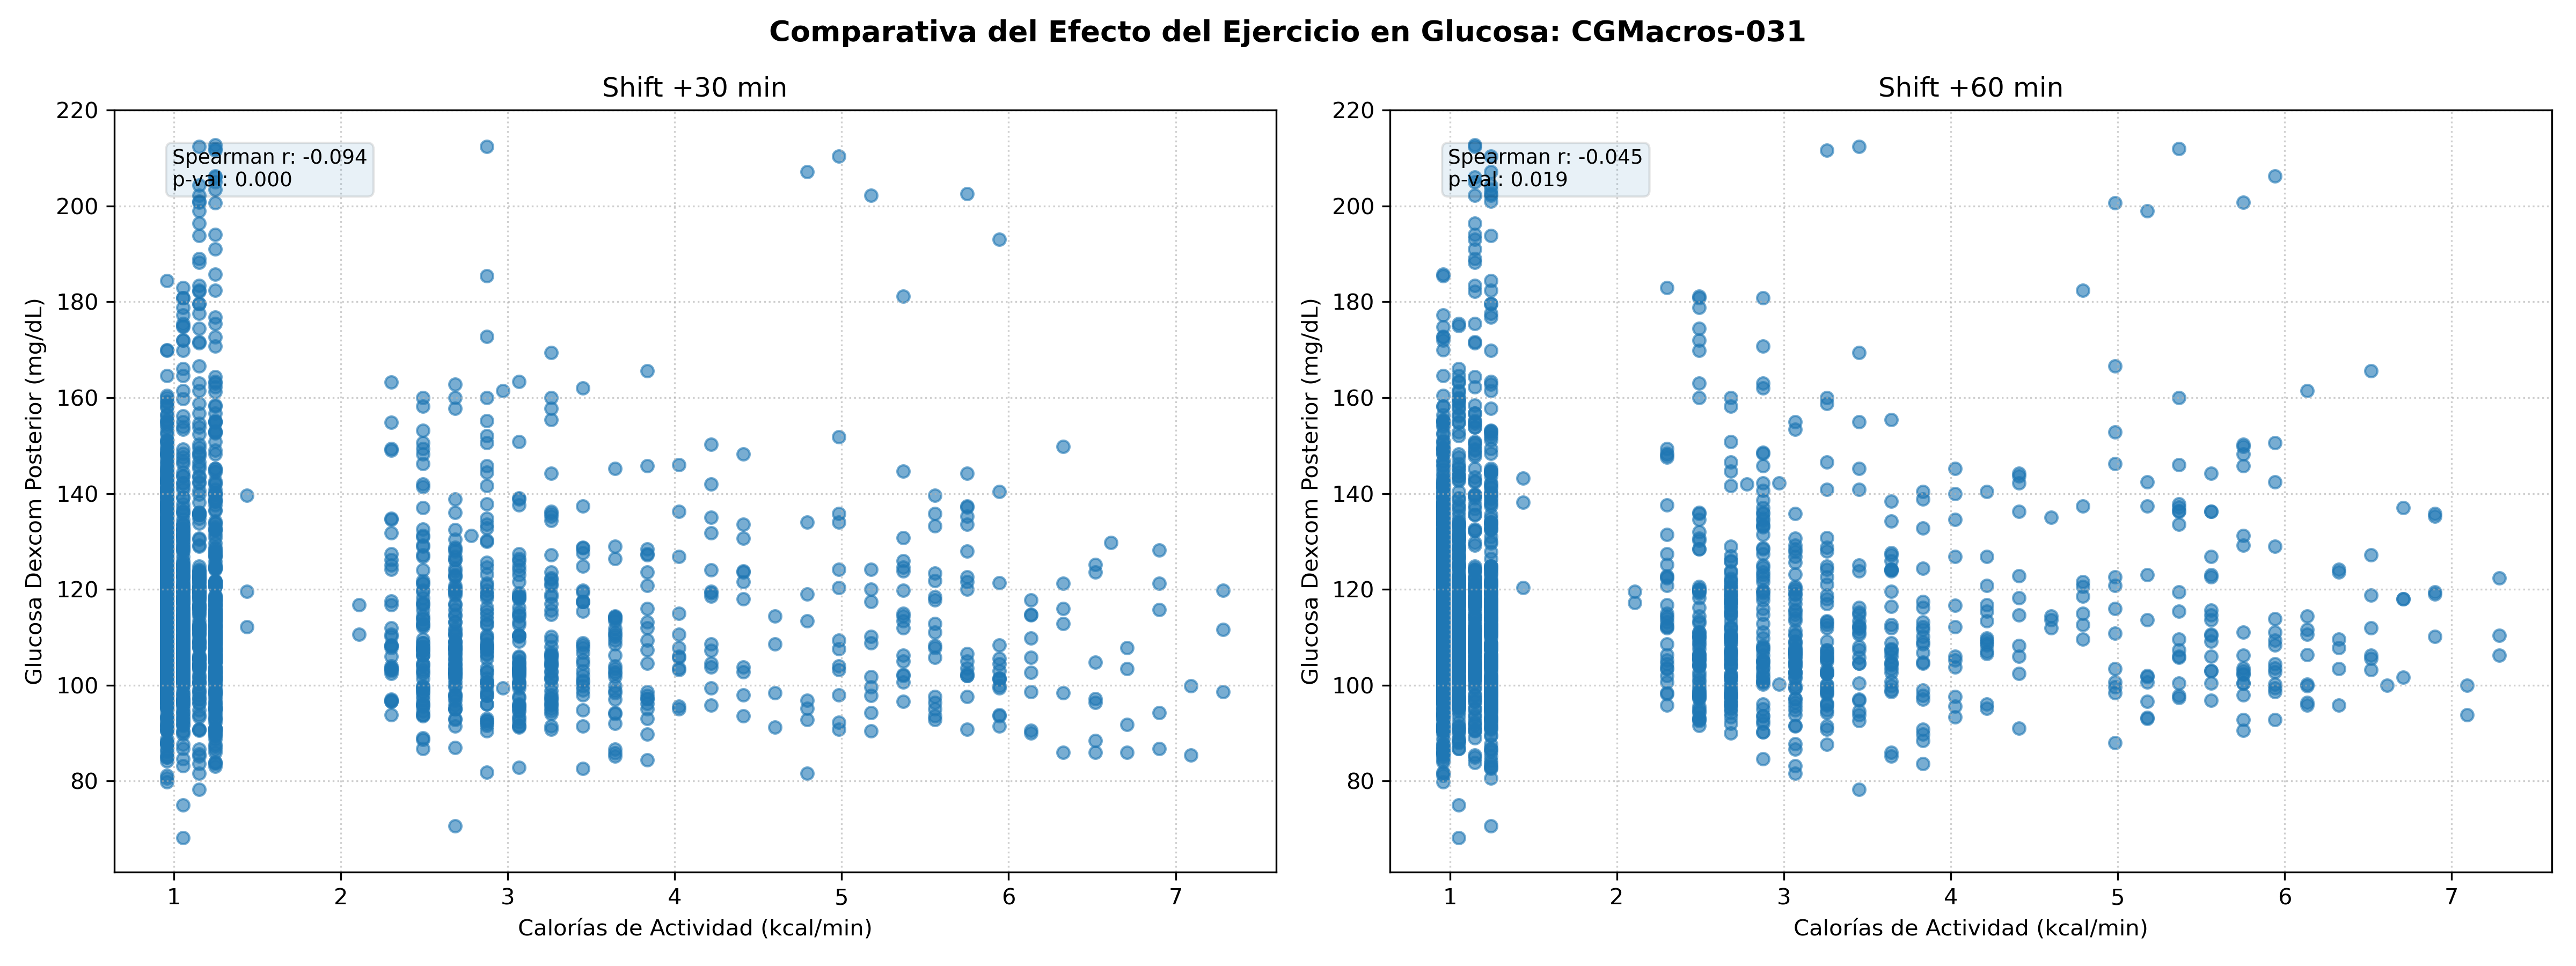 Comparativa del Efecto del Ejercicio en Glucosa: CGMacros-031
Shift +30 min
220
200
180
160
140
120
100
80
Glucosa Dexcom Posterior (mg/dL)
Spearman r: -0.094
p-val: 0.000
1 2 3 4 5 6 7
Calorías de Actividad (kcal/min)
Shift +60 min
220
200
180
160
140
120
100
80
Glucosa Dexcom Posterior (mg/dL)
Spearman r: -0.045
p-val: 0.019
1 2 3 4 5 6 7
Calorías de Actividad (kcal/min)